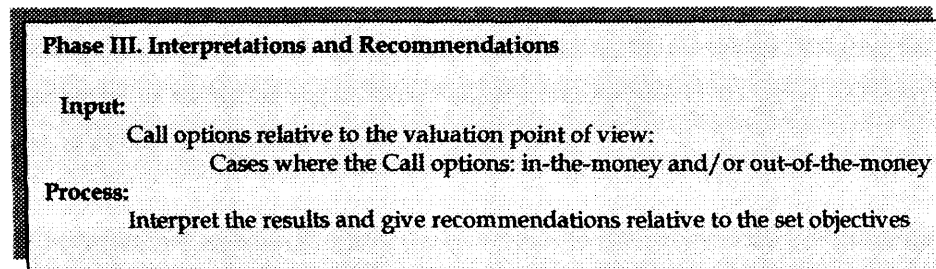 Phase III. Interpretations and Recommendations
Input:
Call options relative to the valuation point of view:
Cases where the Call options: in-the-money and/or out-of-the-money
Process:
Interpret the results and give recommendations relative to the set objectives